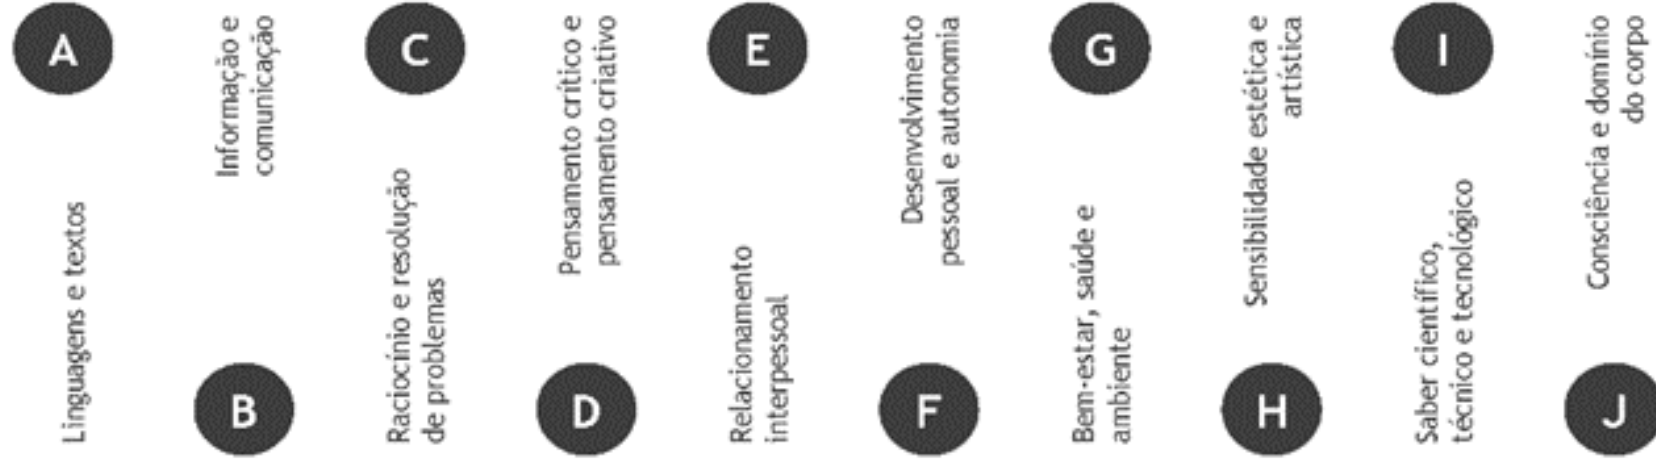 A
Linguagens e textos
Informação e
comunicação
B
C
Raciocínio e resolução
de problemas
Pensamento crítico e
pensamento criativo
D
E
Relacionamento
interpessoal
Desenvolvimento
pessoal e autonomia
F
G
Bem-estar, saúde e
ambiente
Sensibilidade estética e
artística
H
I
Saber científico,
técnico e tecnológico
Consciência e domínio
do corpo
J